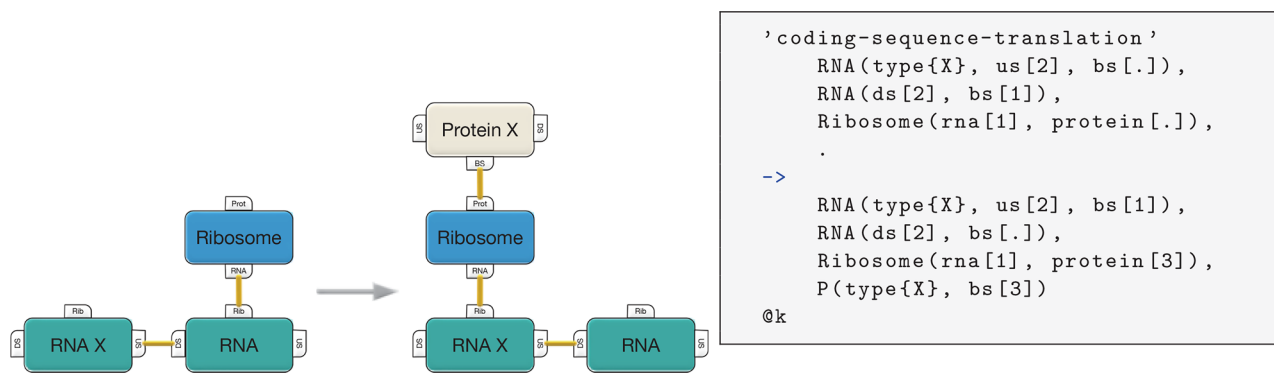 Prot
Ribosome
RNA
Rib
Rib
DS
RNA X
US
DS
RNA
US
US
Protein X
DS
BS
Prot
Ribosome
RNA
Rib
Rib
DS
RNA X
US
DS
RNA
US
’coding-sequence-translation’
RNA(type{X}, us[2], bs[.]),
RNA(ds[2], bs[1]),
Ribosome(rna[1], protein[.]),
.
->
RNA(type{X}, us[2], bs[1]),
RNA(ds[2], bs[.]),
Ribosome(rna[1], protein[3]),
P(type{X}, bs[3])
@k